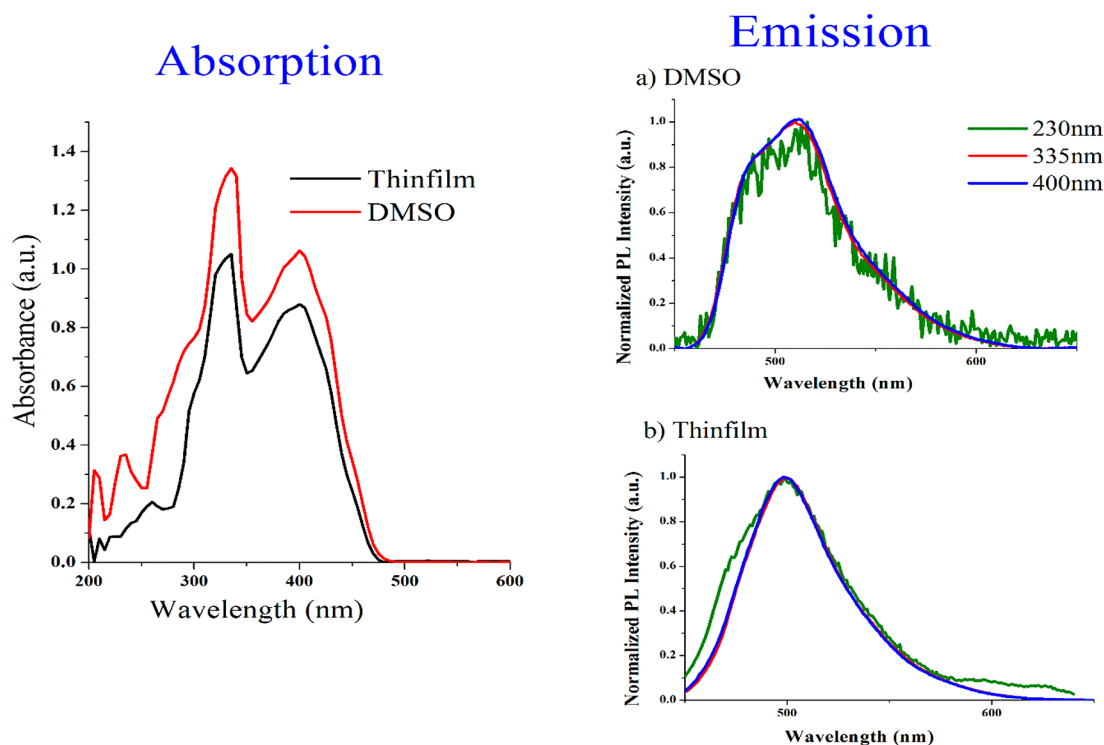 Absorption
Absorbance (a.u.)
1.4
1.2
1.0
0.8
0.6
0.4
0.2
0.0
200
300
400
500
600
Wavelength (nm)
Thinfilm
DMSO
Emission
a) DMSO
Normalized PL Intensity (a.u.)
1.0
0.8
0.6
0.4
0.2
0.0
500
600
Wavelength (nm)
230nm
335nm
400nm
b) Thinfilm
Normalized PL Intensity (a.u.)
1.0
0.8
0.6
0.4
0.2
0.0
500
600
Wavelength (nm)